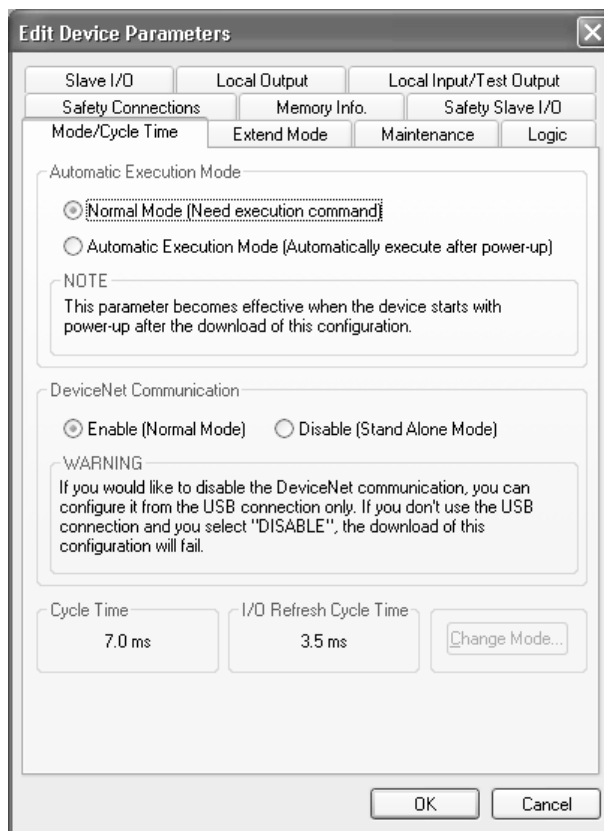 Edit Device Parameters
Slave I/O
Local Output
Local Input/Test Output
Safety Connections
Memory Info.
Safety Slave I/O
Mode/Cycle Time
Extend Mode
Maintenance
Logic
Automatic Execution Mode
Normal Mode (Need execution command)
Automatic Execution Mode (Automatically execute after power-up)
NOTE
This parameter becomes effective when the device starts with
power-up after the download of this configuration.
DeviceNet Communication
Enable (Normal Mode)
Disable (Stand Alone Mode)
WARNING
If you would like to disable the DeviceNet communication, you can
configure it from the USB connection only. If you don't use the USB
connection and you select "DISABLE", the download of this
configuration will fail.
Cycle Time
7.0 ms
I/O Refresh Cycle Time
3.5 ms
Change Mode...
OK
Cancel